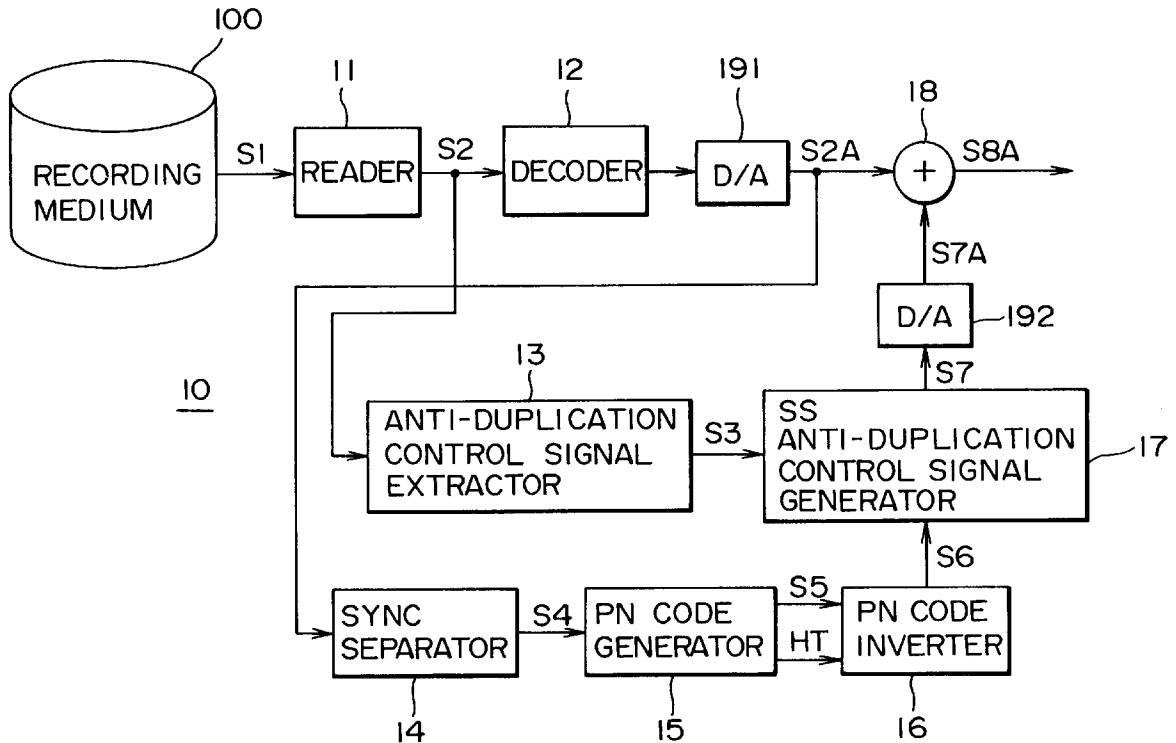 100
11
12
191
18
RECORDING
MEDIUM
S1
READER
S2
DECODER
D/A
S2A
+
S8A
S7A
D/A
192
S7
10
13
ANTI-DUPLICATION
CONTROL SIGNAL
EXTRACTOR
S3
SS
ANTI-DUPLICATION
CONTROL SIGNAL
GENERATOR
17
S6
SYNC
SEPARATOR
S4
PN CODE
GENERATOR
S5
HT
PN CODE
INVERTER
14
15
16